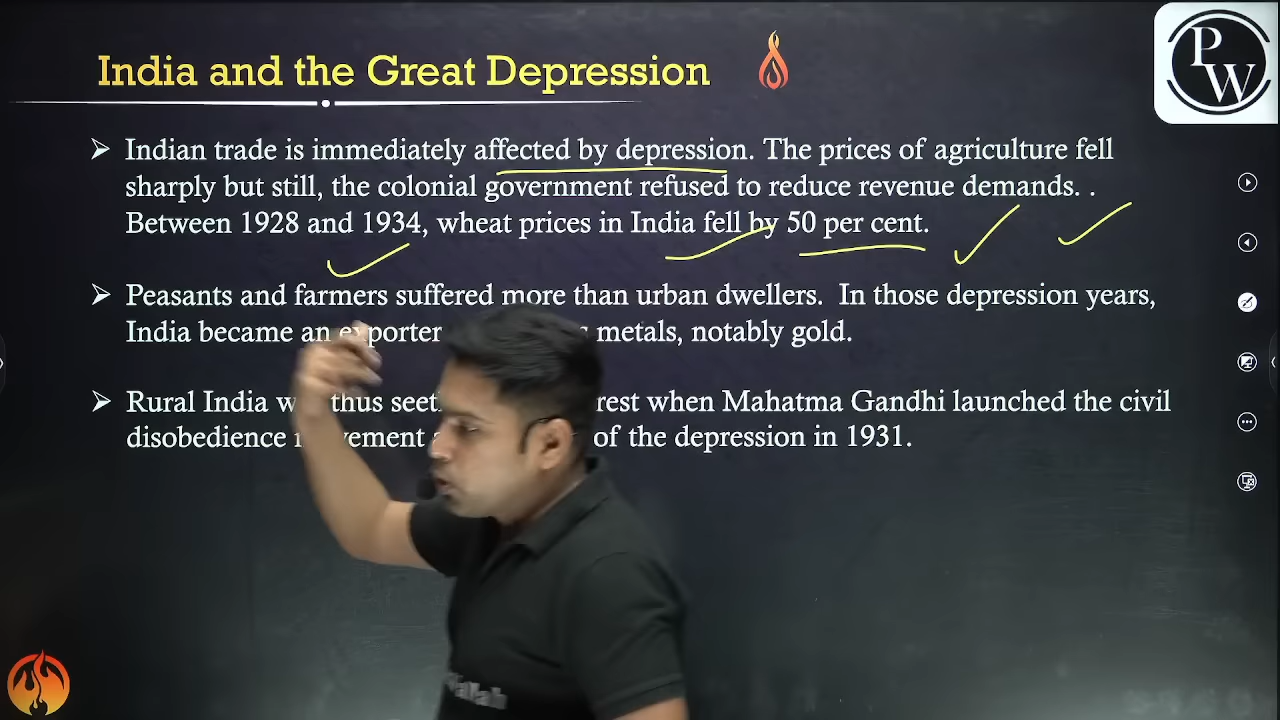 India and the Great Depression
PW
➤ Indian trade is immediately affected by depression. The prices of agriculture fell
sharply but still, the colonial government refused to reduce revenue demands. .
Between 1928 and 1934, wheat prices in India fell by 50 per cent.
➤ Peasants and farmers suffered more than urban dwellers. In those depression years,
India became an exporter metals, notably gold.
➤ Rural India thus when Mahatma Gandhi launched the civil
disobedience of the depression in 1931.